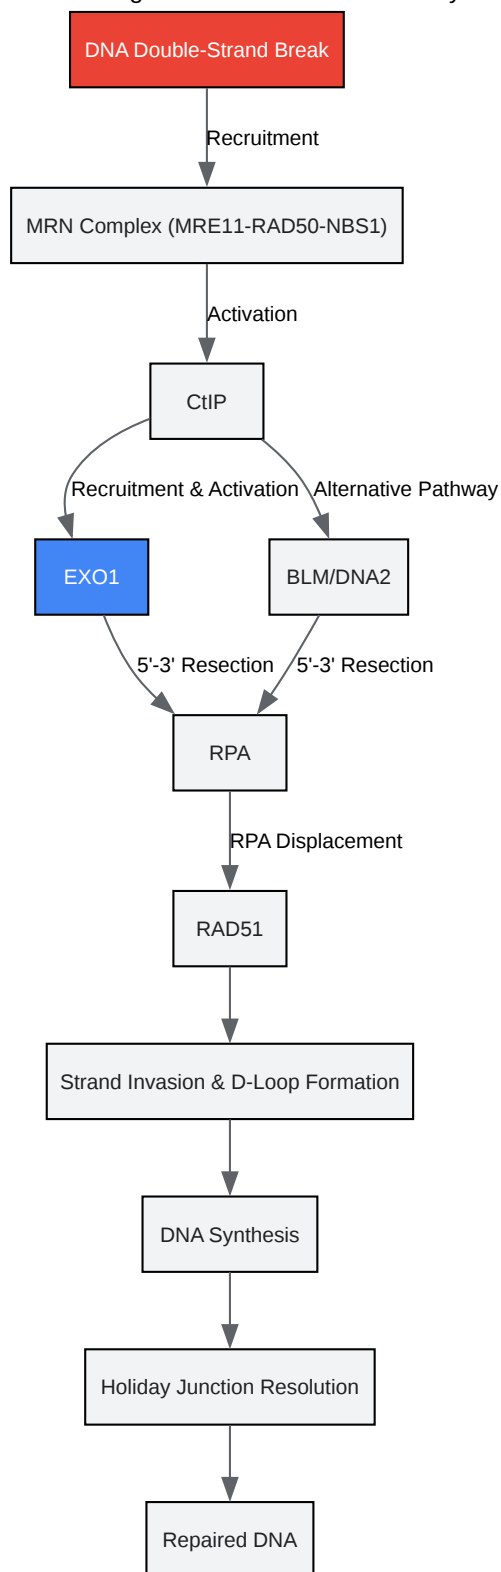 DNA Double-Strand Break
Recruitment
MRN Complex (MRE11-RAD50-NBS1)
Activation
CtIP
Recruitment & Activation
Alternative Pathway
EXO1
BLM/DNA2
5'-3' Resection
5'-3' Resection
RPA
RPA Displacement
RAD51
Strand Invasion & D-Loop Formation
DNA Synthesis
Holiday Junction Resolution
Repaired DNA